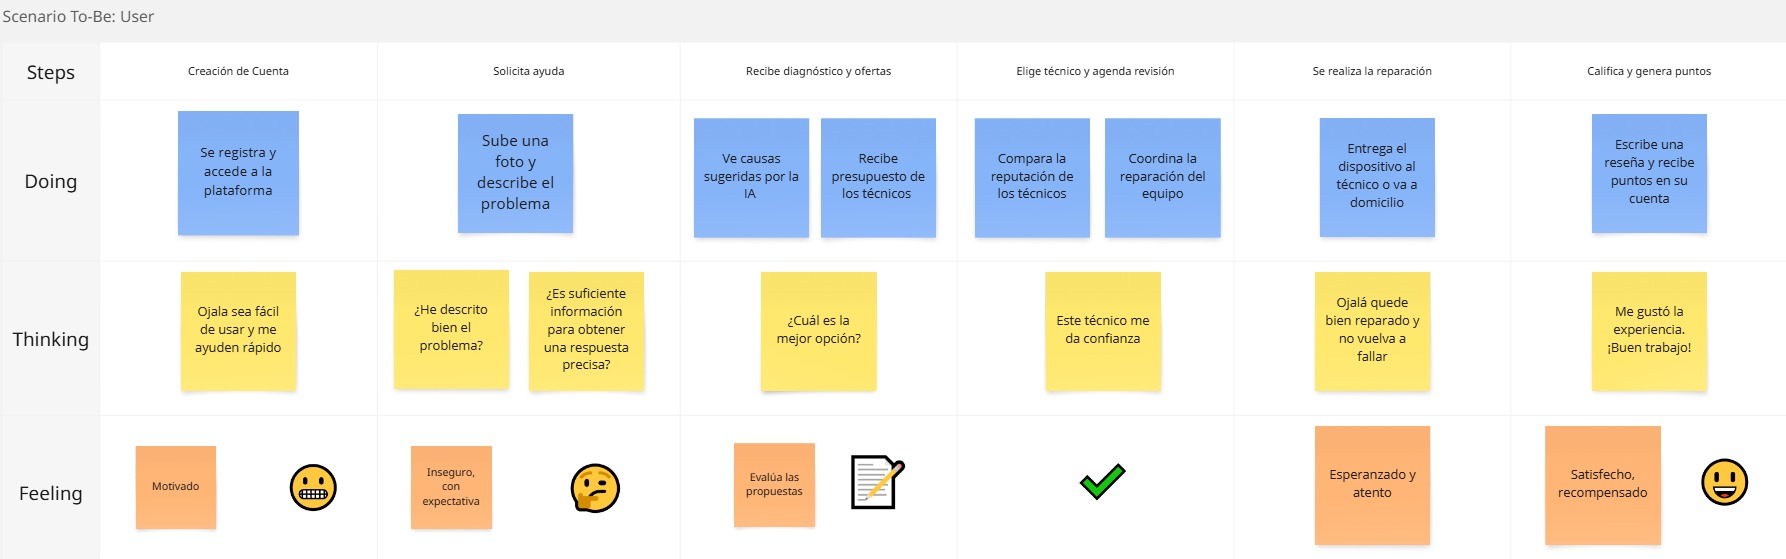 Scenario To-Be: User
Steps
Creación de Cuenta
Solicita ayuda
Recibe diagnóstico y ofertas
Elige técnico y agenda revisión
Se realiza la reparación
Califica y genera puntos
Doing
Se registra y
accede a la
plataforma
Sube una
foto y
describe el
problema
Ve causas
sugeridas por la
IA
Recibe
presupuesto de
los técnicos
Compara la
reputación de
los técnicos
Coordina la
reparación del
equipo
Entrega el
dispositivo al
técnico o va a
domicilio
Escribe una
reseña y recibe
puntos en su
cuenta
Thinking
Ojala sea fácil
de usar y me
ayuden rápido
¿He descrito
bien el
problema?
¿Es suficiente
información
para obtener
una respuesta
precisa?
¿Cuál es la
mejor opción?
Este técnico me
da confianza
Ojalá quede
bien reparado y
no vuelva a
fallar
Me gustó la
experiencia.
¡Buen trabajo!
Feeling
Motivado
Inseguro,
con
expectativa
Evalúa las
propuestas
Esperanzado y
atento
Satisfecho,
recompensado